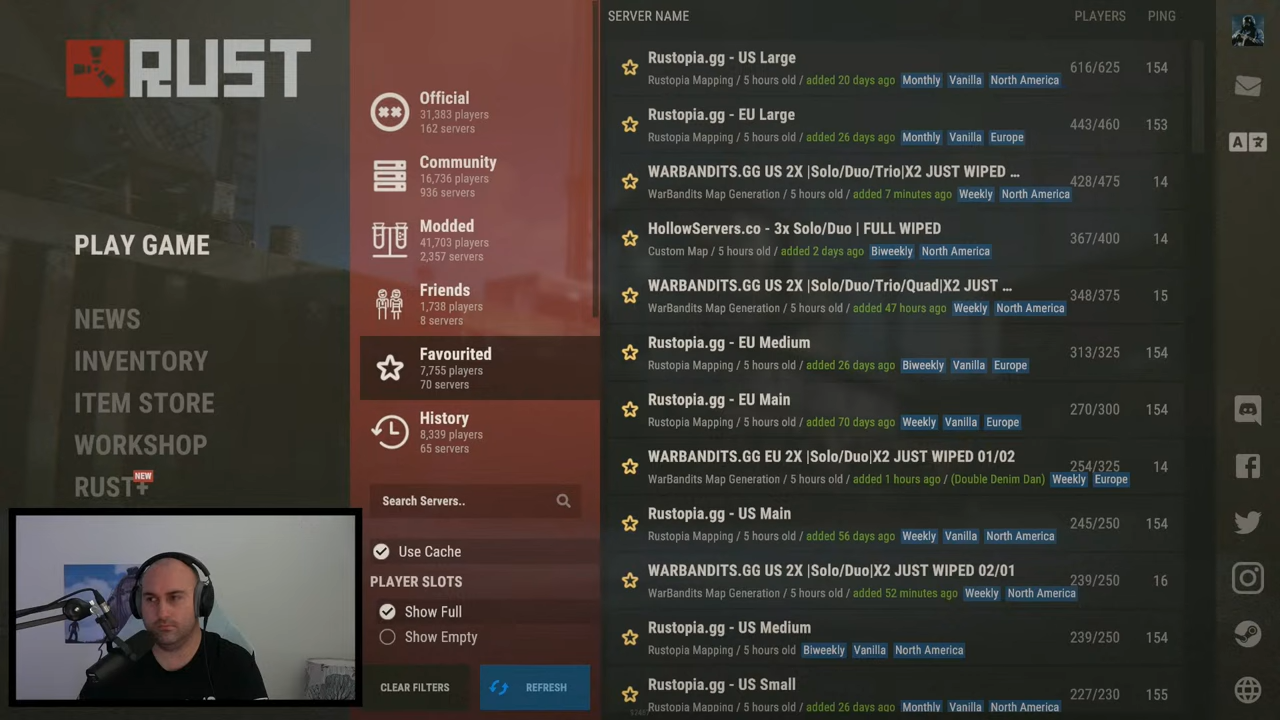 RUST
PLAY GAME
NEWS
INVENTORY
ITEM STORE
WORKSHOP
RUST+
NEW
Official
31,383 players
162 servers
Community
16,736 players
936 servers
Modded
41,703 players
2,357 servers
Friends
1,738 players
8 servers
Favourited
7,755 players
70 servers
History
8,339 players
65 servers
Search Servers..
Use Cache
PLAYER SLOTS
Show Full
Show Empty
CLEAR FILTERS
REFRESH
SERVER NAME PLAYERS PING
Rustopia.gg - US Large
Rustopia Mapping / 5 hours old / added 20 days ago Monthly Vanilla North America
616/625 154
Rustopia.gg - EU Large
Rustopia Mapping / 5 hours old / added 26 days ago Monthly Vanilla Europe
443/460 153
WARBANDITS.GG US 2X |Solo/Duo/Trio|X2 JUST WIPED ...
WarBandits Map Generation / 5 hours old / added 7 minutes ago Weekly North America
428/475 14
HollowServers.co - 3x Solo/Duo | FULL WIPED
Custom Map / 5 hours old / added 2 days ago Biweekly North America
367/400 14
WARBANDITS.GG US 2X |Solo/Duo/Trio/Quad|X2 JUST ...
WarBandits Map Generation / 5 hours old / added 47 hours ago Weekly North America
348/375 15
Rustopia.gg - EU Medium
Rustopia Mapping / 5 hours old / added 26 days ago Biweekly Vanilla Europe
313/325 154
Rustopia.gg - EU Main
Rustopia Mapping / 5 hours old / added 70 days ago Weekly Vanilla Europe
270/300 154
WARBANDITS.GG EU 2X |Solo/Duo|X2 JUST WIPED 01/02
WarBandits Map Generation / 5 hours old / added 1 hours ago / (Double Denim Dan) Weekly Europe
254/325 14
Rustopia.gg - US Main
Rustopia Mapping / 5 hours old / added 56 days ago Weekly Vanilla North America
245/250 154
WARBANDITS.GG US 2X |Solo/Duo|X2 JUST WIPED 02/01
WarBandits Map Generation / 5 hours old / added 52 minutes ago Weekly North America
239/250 16
Rustopia.gg - US Medium
Rustopia Mapping / 5 hours old Biweekly Vanilla North America
239/250 154
Rustopia.gg - US Small
Rustopia Mapping / 5 hours old / added 26 days ago Monthly Vanilla North America
227/230 155